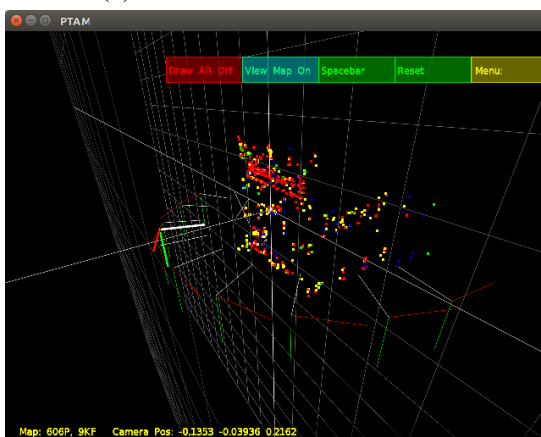 PTAM
Draw AR Off View Map On Spacebar Reset Menu:
Map: 606P, 9KF Camera Pos: -0.1353 -0.03936 0.2162